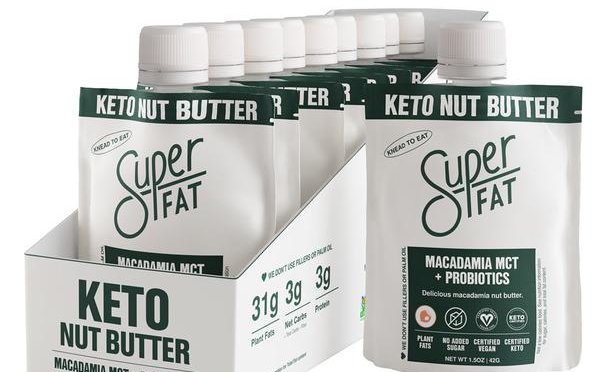 KETO NUT BUTTER
KNEAD TO EAT
Super
FAT
MACADAMIA MCT
KETO
NUT BUTTER
MACADAMIA MCT
WE DON'T USE FILLERS OR PALM OIL
31g
Plant Fats
3g
Net Carbs
3g
Protein
KETO NUT BUTTER
KNEAD TO EAT
Super
FAT
MACADAMIA MCT
+ PROBIOTICS
Delicious macadamia nut butter.
PLANT
FATS
NO ADDED
SUGAR
CERTIFIED
VEGAN
CERTIFIED
KETO
NET WT 1.5OZ | 42G
WE DON'T USE FILLERS OR PALM OIL